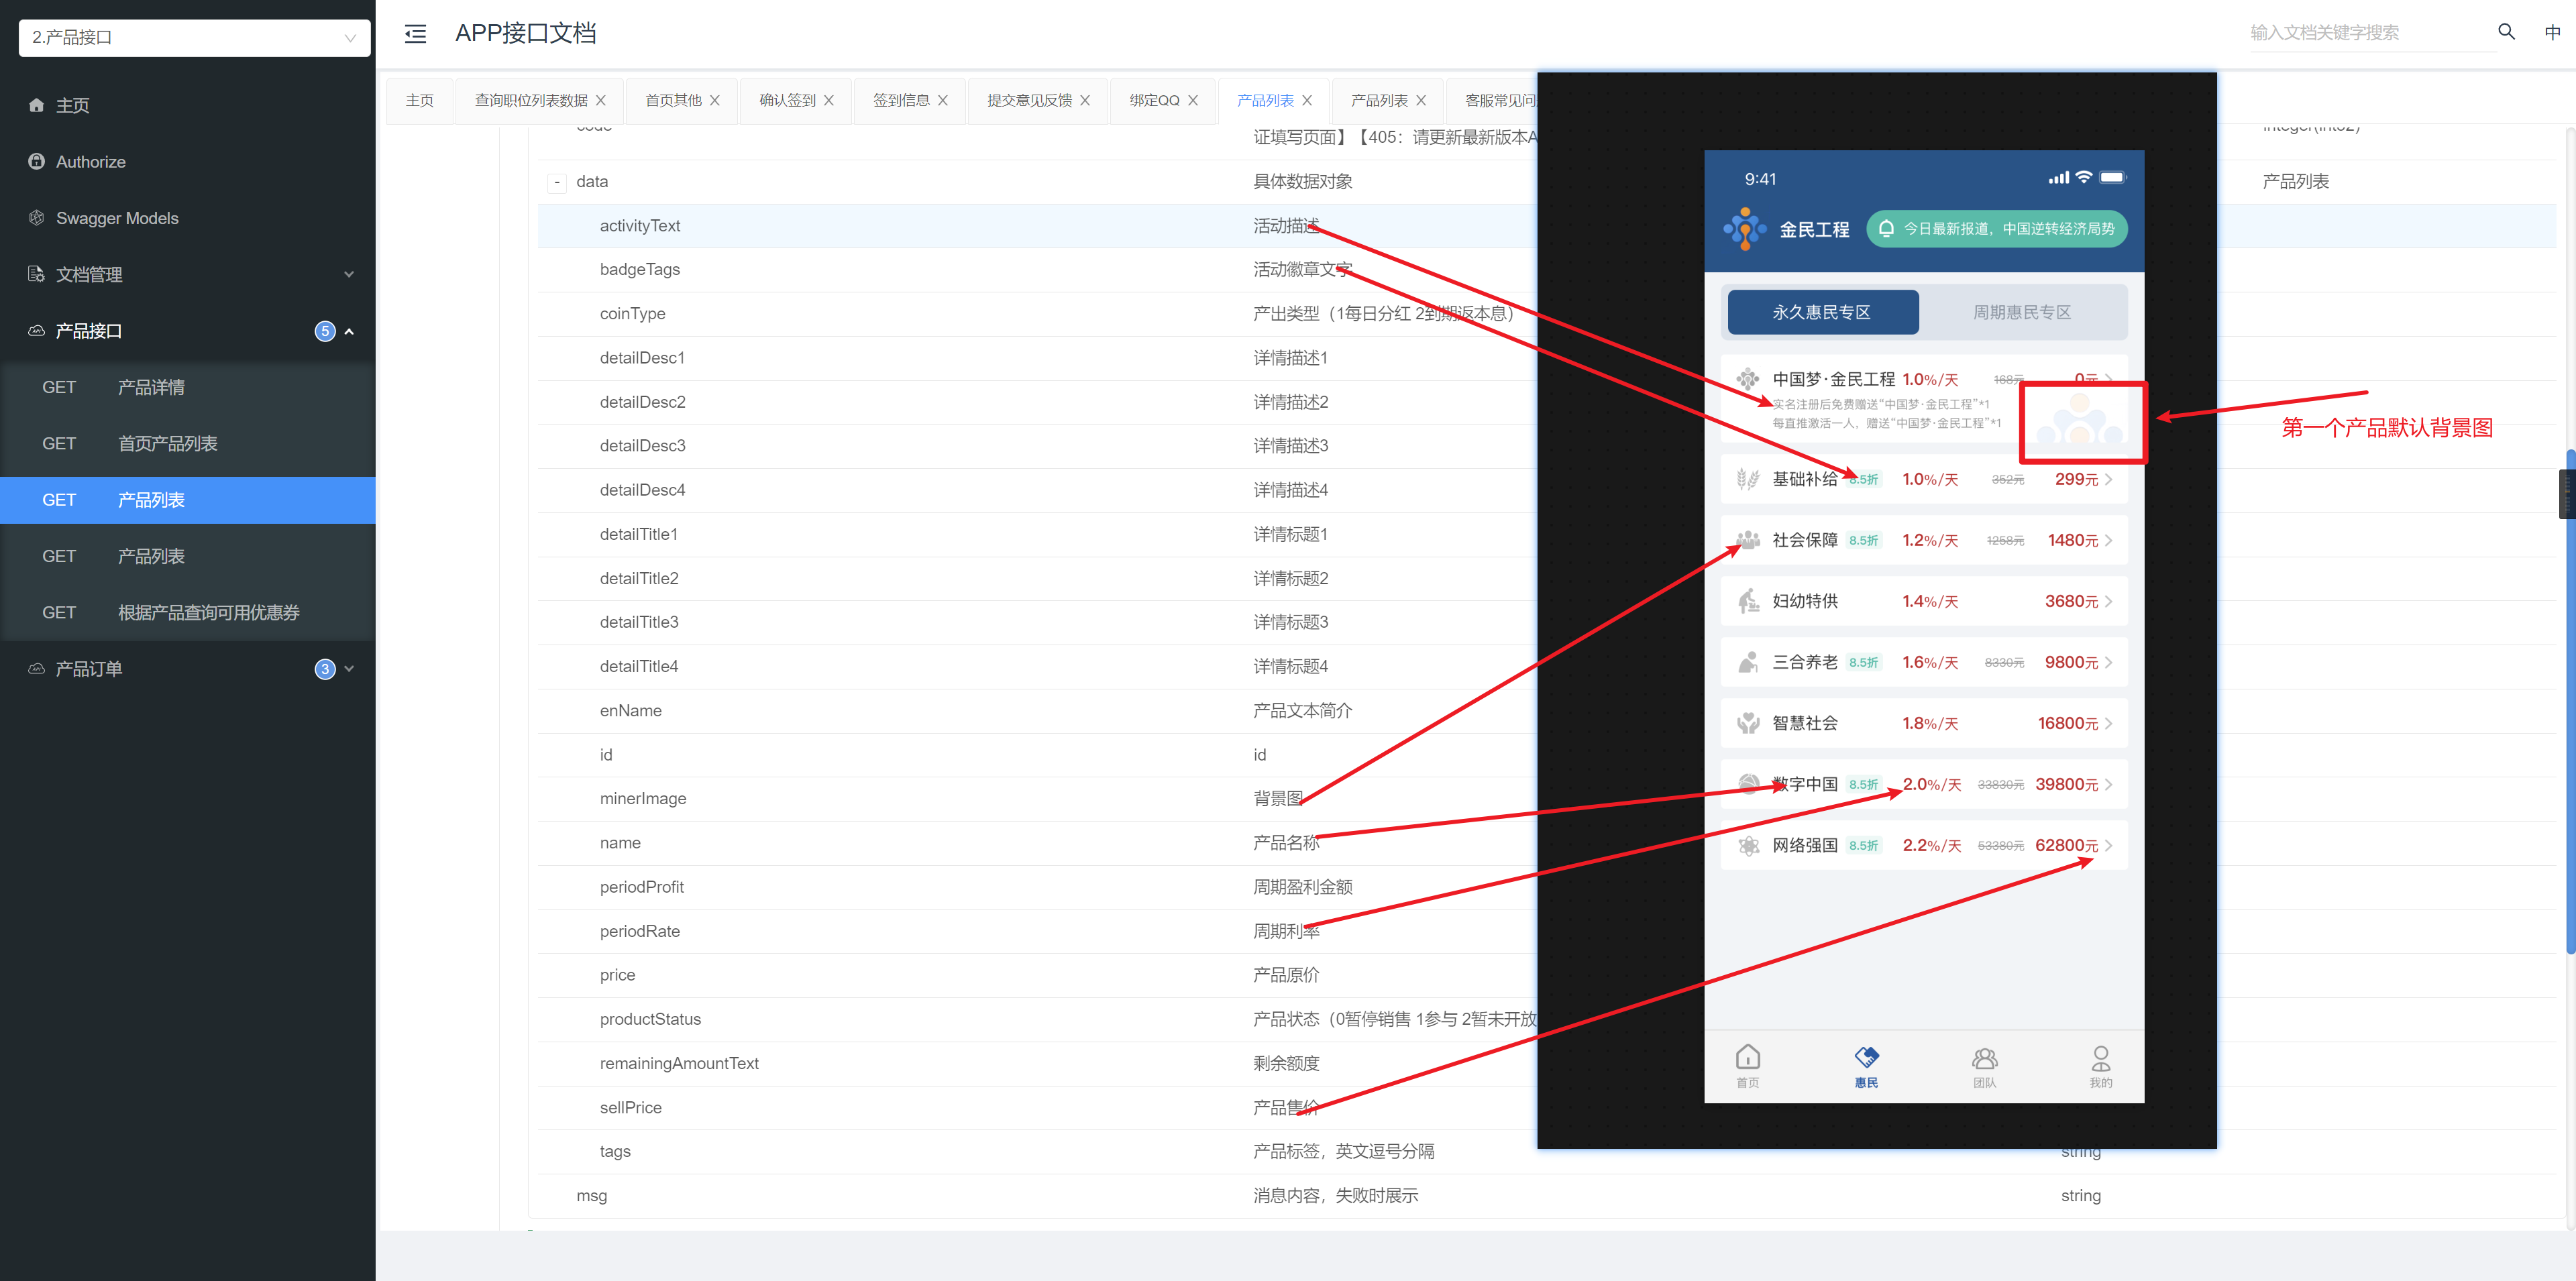 2.产品接口
APP接口文档
输入文档关键字搜索
中
主页
Authorize
Swagger Models
文档管理
产品接口
5
GET 产品详情
GET 首页产品列表
GET 产品列表
GET 产品列表
GET 根据产品查询可用优惠券
产品订单
3
主页
查询职位列表数据
首页其他
确认签到
签到信息
提交意见反馈
绑定QQ
产品列表
产品列表
客服常见问
code
证填写页面】【405：请更新最新版本A
integer(int32)
- data 具体数据对象 产品列表
activityText 活动描述
badgeTags 活动徽章文字
coinType 产出类型（1每日分红 2到期返本息）
detailDesc1 详情描述1
detailDesc2 详情描述2
detailDesc3 详情描述3
detailDesc4 详情描述4
detailTitle1 详情标题1
detailTitle2 详情标题2
detailTitle3 详情标题3
detailTitle4 详情标题4
enName 产品文本简介
id id
minerImage 背景图
name 产品名称
periodProfit 周期盈利金额
periodRate 周期利率
price 产品原价
productStatus 产品状态（0暂停销售 1参与 2暂未开放
remainingAmountText 剩余额度
sellPrice 产品售价
tags 产品标签，英文逗号分隔 string
msg 消息内容，失败时展示 string
9:41
金民工程
今日最新报道，中国逆转经济局势
永久惠民专区
周期惠民专区
中国梦·金民工程 1.0%/天 168元 0元
实名注册后免费赠送“中国梦·金民工程”*1
每直推激活一人，赠送“中国梦·金民工程”*1
基础补给 8.5折 1.0%/天 352元 299元
社会保障 8.5折 1.2%/天 1258元 1480元
妇幼特供 1.4%/天 3680元
三合养老 8.5折 1.6%/天 8330元 9800元
智慧社会 1.8%/天 16800元
数字中国 8.5折 2.0%/天 33830元 39800元
网络强国 8.5折 2.2%/天 53380元 62800元
首页
惠民
团队
我的
第一个产品默认背景图